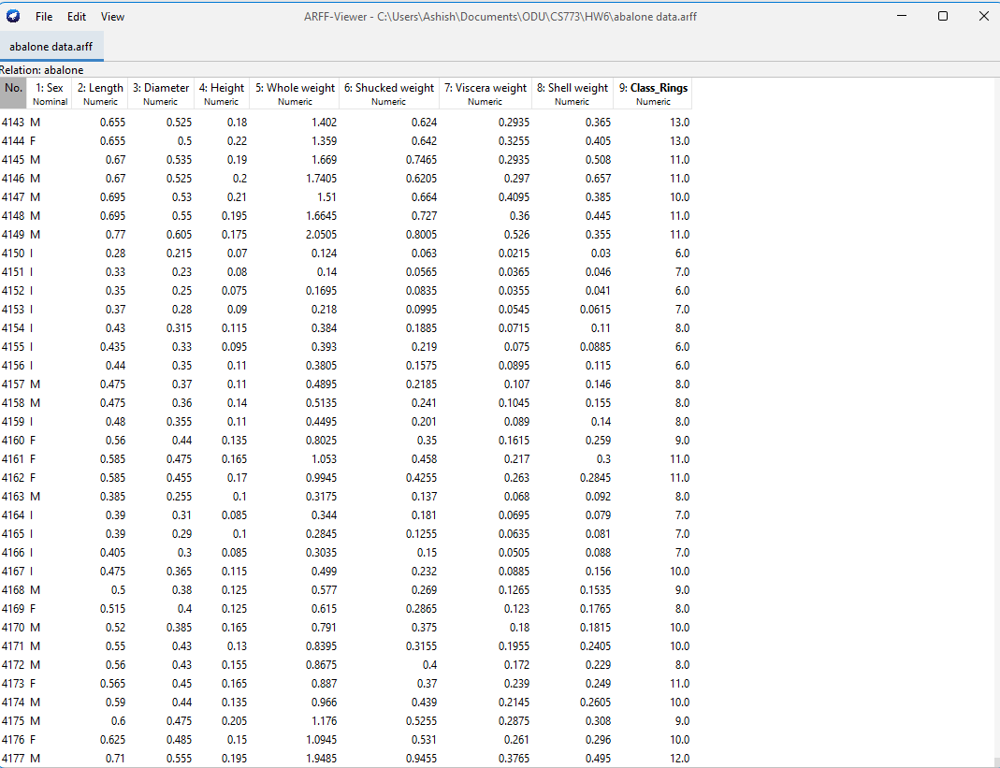 File Edit View ARFF-Viewer - C:\Users\Ashish\Documents\ODU\CS773\HW6\abalone data.arff
abalone data.arff
Relation: abalone
No. 1: Sex 2: Length 3: Diameter 4: Height 5: Whole weight 6: Shucked weight 7: Viscera weight 8: Shell weight 9: Class_Rings
Nominal Numeric Numeric Numeric Numeric Numeric Numeric Numeric Numeric
4143 M 0.655 0.525 0.18 1.402 0.624 0.2935 0.365 13.0
4144 F 0.655 0.5 0.22 1.359 0.642 0.3255 0.405 13.0
4145 M 0.67 0.535 0.19 1.669 0.7465 0.2935 0.508 11.0
4146 M 0.67 0.525 0.2 1.7405 0.6205 0.297 0.657 11.0
4147 M 0.695 0.53 0.21 1.51 0.664 0.4095 0.385 10.0
4148 M 0.695 0.55 0.195 1.6645 0.727 0.36 0.445 11.0
4149 M 0.77 0.605 0.175 2.0505 0.8005 0.526 0.355 11.0
4150 I 0.28 0.215 0.07 0.124 0.063 0.0215 0.03 6.0
4151 I 0.33 0.23 0.08 0.14 0.0565 0.0365 0.046 7.0
4152 I 0.35 0.25 0.075 0.1695 0.0835 0.0355 0.041 6.0
4153 I 0.37 0.28 0.09 0.218 0.0995 0.0545 0.0615 7.0
4154 I 0.43 0.315 0.115 0.384 0.1885 0.0715 0.11 8.0
4155 I 0.435 0.33 0.095 0.393 0.219 0.075 0.0885 6.0
4156 I 0.44 0.35 0.11 0.3805 0.1575 0.0895 0.115 6.0
4157 M 0.475 0.37 0.11 0.4895 0.2185 0.107 0.146 8.0
4158 M 0.475 0.36 0.14 0.5135 0.241 0.1045 0.155 8.0
4159 I 0.48 0.355 0.11 0.4495 0.201 0.089 0.14 8.0
4160 F 0.56 0.44 0.135 0.8025 0.35 0.1615 0.259 9.0
4161 F 0.585 0.475 0.165 1.053 0.458 0.217 0.3 11.0
4162 F 0.585 0.455 0.17 0.9945 0.4255 0.263 0.2845 11.0
4163 M 0.385 0.255 0.1 0.3175 0.137 0.068 0.092 8.0
4164 I 0.39 0.31 0.085 0.344 0.181 0.0695 0.079 7.0
4165 I 0.39 0.29 0.1 0.2845 0.1255 0.0635 0.081 7.0
4166 I 0.405 0.3 0.085 0.3035 0.15 0.0505 0.088 7.0
4167 I 0.475 0.365 0.115 0.499 0.232 0.0885 0.156 10.0
4168 M 0.5 0.38 0.125 0.577 0.269 0.1265 0.1535 9.0
4169 F 0.515 0.4 0.125 0.615 0.2865 0.123 0.1765 8.0
4170 M 0.52 0.385 0.165 0.791 0.375 0.18 0.1815 10.0
4171 M 0.55 0.43 0.13 0.8395 0.3155 0.1955 0.2405 10.0
4172 M 0.56 0.43 0.155 0.8675 0.4 0.172 0.229 8.0
4173 F 0.565 0.45 0.165 0.887 0.37 0.239 0.249 11.0
4174 M 0.59 0.44 0.135 0.966 0.439 0.2145 0.2605 10.0
4175 M 0.6 0.475 0.205 1.176 0.5255 0.2875 0.308 9.0
4176 F 0.625 0.485 0.15 1.0945 0.531 0.261 0.296 10.0
4177 M 0.71 0.555 0.195 1.9485 0.9455 0.3765 0.495 12.0